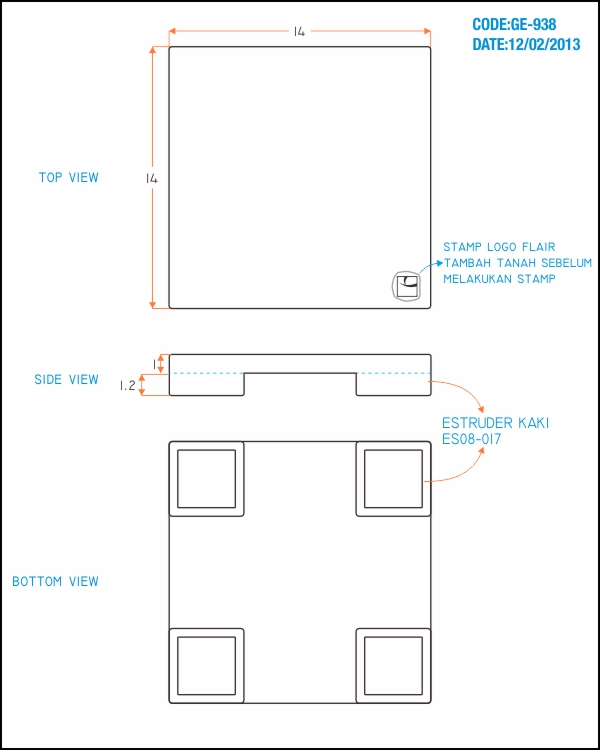 CODE:GE-938
DATE:12/02/2013
14
TOP VIEW
14
STAMP LOGO FLAIR
TAMBAH TANAH SEBELUM
MELAKUKAN STAMP
1
SIDE VIEW
1.2
ESTRUDER KAKI
ES08-017
BOTTOM VIEW